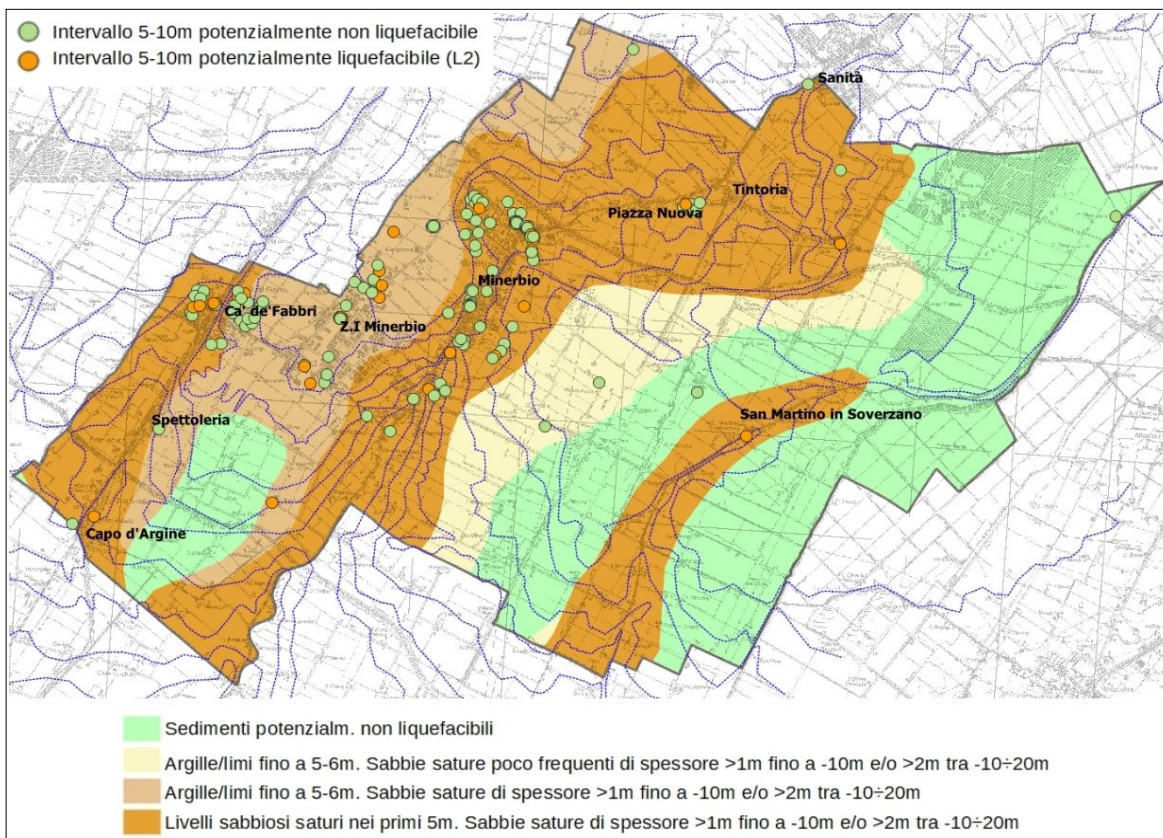 Intervallo 5-10m potenzialmente non liquefacibile
Intervallo 5-10m potenzialmente liquefacibile (L2)
Sanità
Tintoria
Piazza Nuova
Minerbio
Ca' de'Fabbri
Z.I Minerbio
San Martino in Soverzano
Spettoleria
Capo d'Argine
Sedimenti potenzialm. non liquefacibili
Argille/limi fino a 5-6m. Sabbie sature poco frequenti di spessore >1m fino a -10m e/o >2m tra -10÷20m
Argille/limi fino a 5-6m. Sabbie sature di spessore >1m fino a -10m e/o >2m tra -10÷20m
Livelli sabbiosi saturi nei primi 5m. Sabbie sature di spessore >1m fino a -10m e/o >2m tra -10÷20m